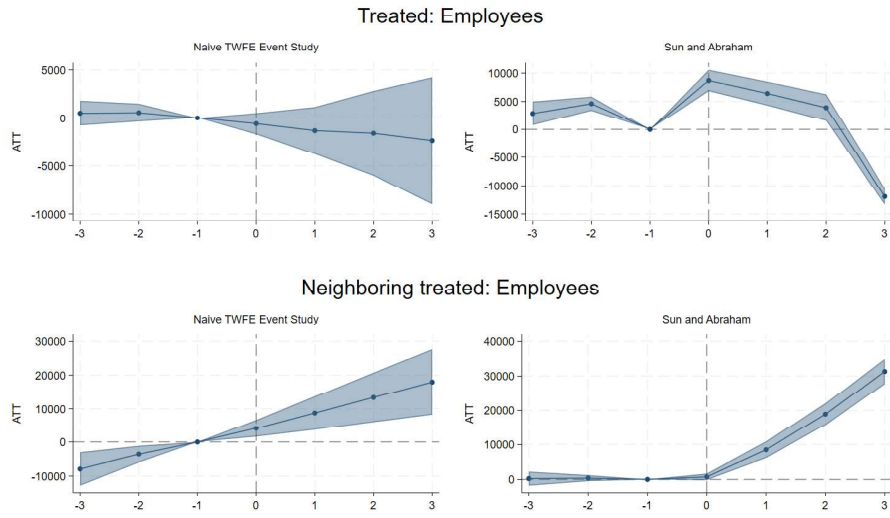 Treated: Employees
Naive TWFE Event Study
Sun and Abraham
ATT
5000
0
-5000
-10000
-3 -2 -1 0 1 2 3
ATT
10000
5000
0
-5000
-10000
-15000
-3 -2 -1 0 1 2 3
Neighboring treated: Employees
Naive TWFE Event Study
Sun and Abraham
ATT
30000
20000
10000
0
-10000
-3 -2 -1 0 1 2 3
ATT
40000
30000
20000
10000
0
-3 -2 -1 0 1 2 3